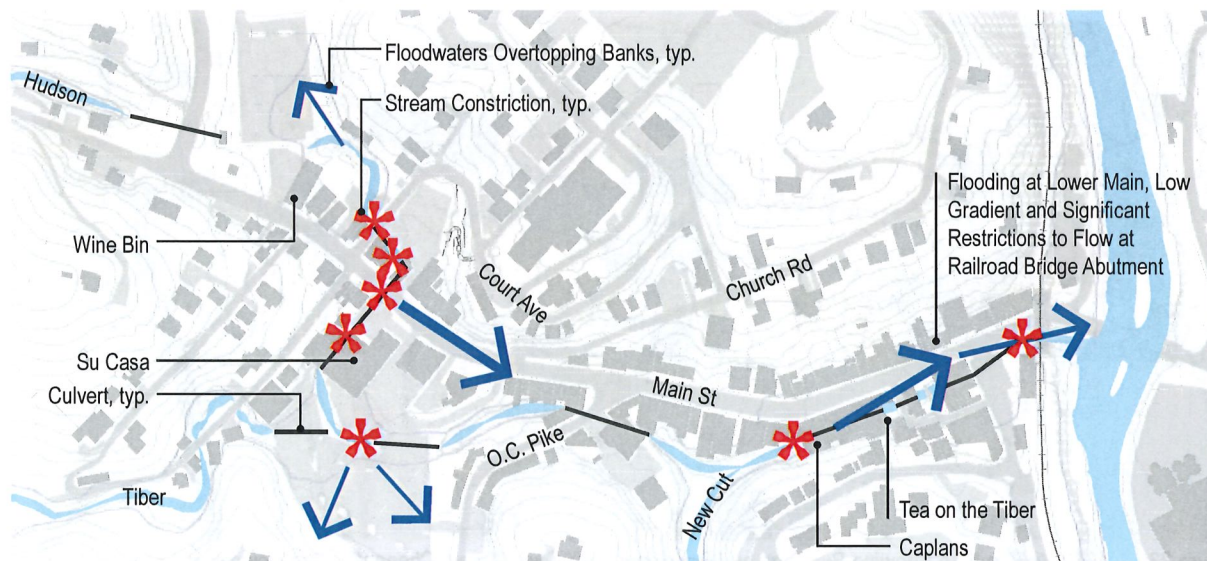 Floodwaters Overtopping Banks, typ.
Hudson
Stream Constriction, typ.
Flooding at Lower Main, Low
Gradient and Significant
Restrictions to Flow at
Railroad Bridge Abutment
Wine Bin
Court Ave
Church Rd
Su Casa
Culvert, typ.
Main St
O.C. Pike
Tiber
New Cut
Tea on the Tiber
Caplans